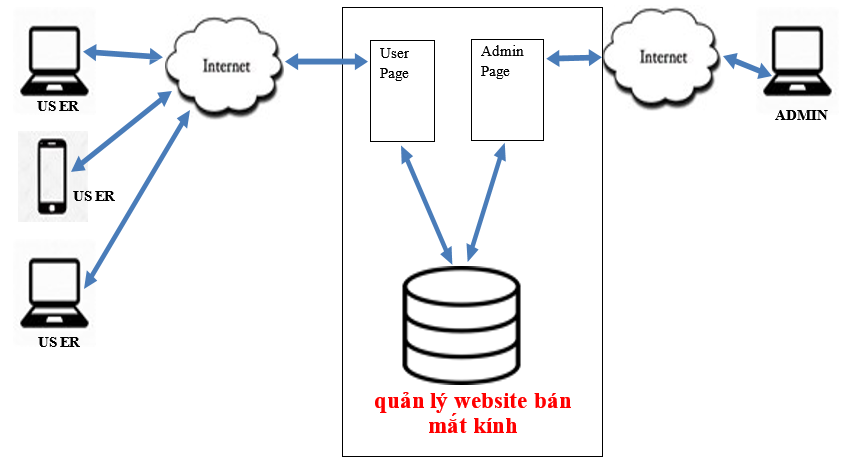 US ER
Internet
User
Page
Admin
Page
Internet
ADMIN
US ER
US ER
quản lý website bán
mắt kính